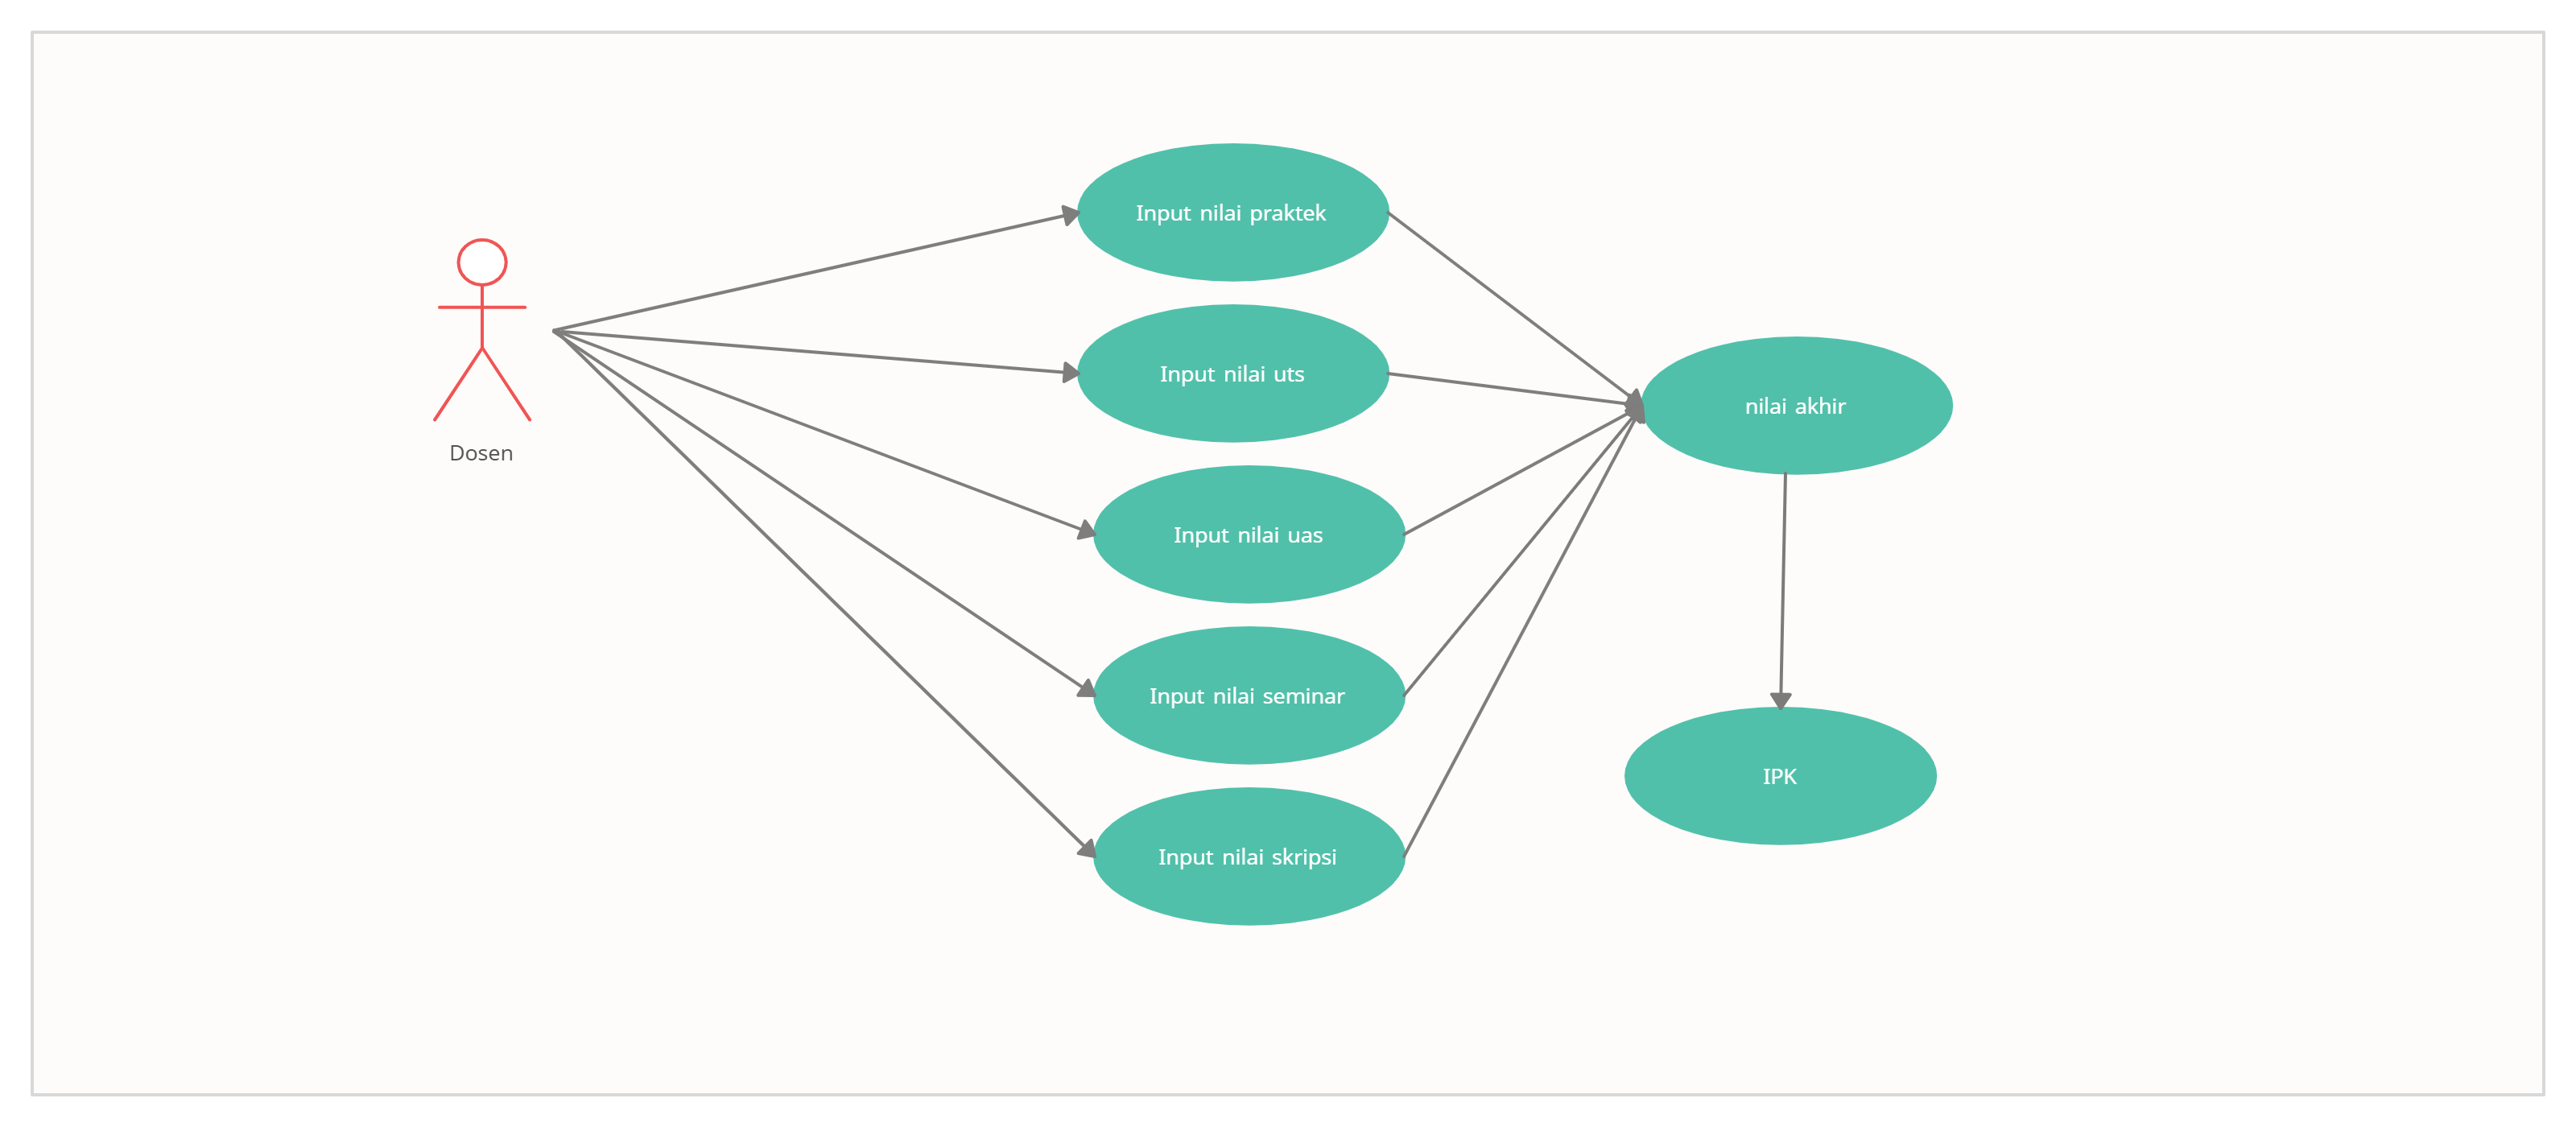 Dosen
Input nilai praktek
Input nilai uts
Input nilai uas
Input nilai seminar
Input nilai skripsi
nilai akhir
IPK